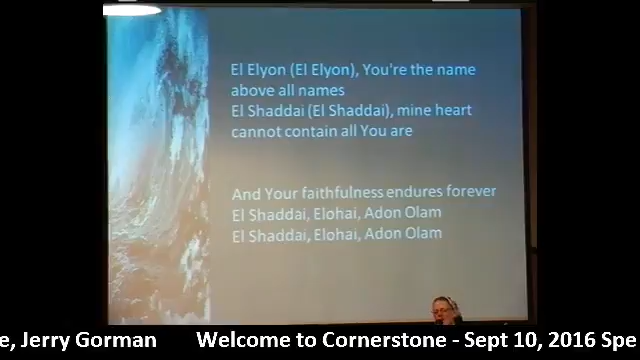 El Elyon (El Elyon), You're the name
above all names
El Shaddai (El Shaddai), mine heart
cannot contain all You are
And Your faithfulness endures forever
El Shaddai, Elohai, Adon Olam
El Shaddai, Elohai, Adon Olam
e, Jerry Gorman Welcome to Cornerstone - Sept 10, 2016 Spe